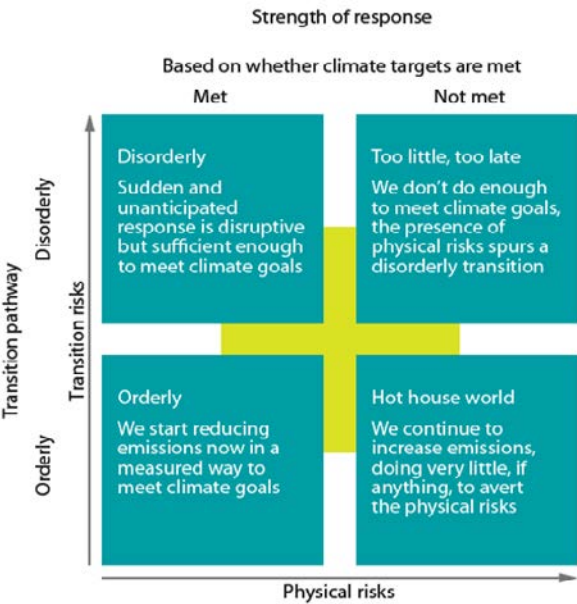 Strength of response
Based on whether climate targets are met
Met
Not met
Transition pathway
Disorderly
Orderly
Transition risks
Disorderly
Sudden and
unanticipated
response is disruptive
but sufficient enough
to meet climate goals
Too little, too late
We don't do enough
to meet climate goals,
the presence of
physical risks spurs a
disorderly transition
Orderly
We start reducing
emissions now in a
measured way to
meet climate goals
Hot house world
We continue to
increase emissions,
doing very little, if
anything, to avert
the physical risks
Physical risks